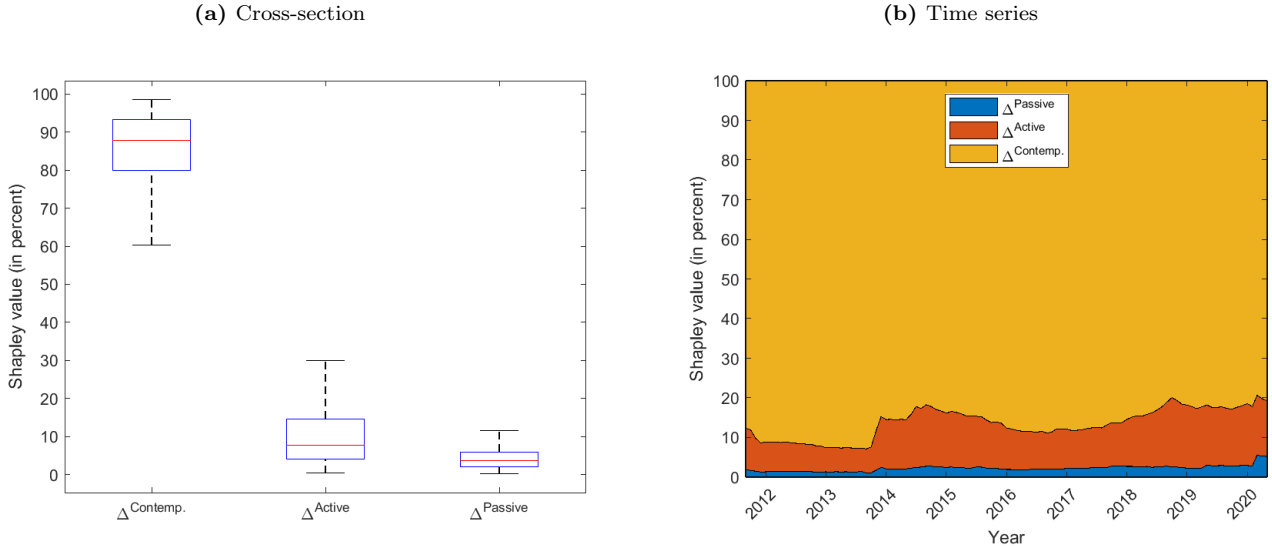 (a) Cross-section
Shapley value (in percent)
100
90
80
70
60
50
40
30
20
10
0
Δ^Contemp.
Δ^Active
Δ^Passive
(b) Time series
Shapley value (in percent)
100
90
80
70
60
50
40
30
20
10
0
Δ^Passive
Δ^Active
Δ^Contemp.
2012
2013
2014
2015
2016
2017
2018
2019
2020
Year